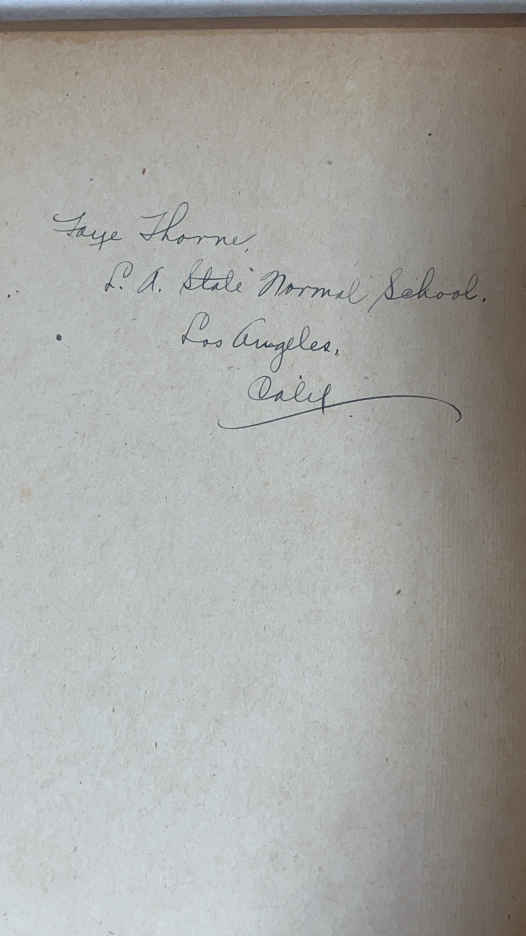 Faye Thorne,
L. A. State Normal School.
Los Angeles,
Calif